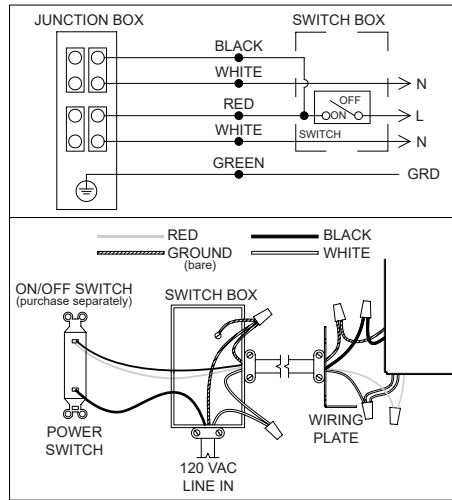 JUNCTION BOX
SWITCH BOX
BLACK
WHITE
N
RED
OFF
ON
L
SWITCH
WHITE
N
GREEN
GRD
RED
BLACK
GROUND
(bare)
WHITE
ON/OFF SWITCH
(purchase separately)
SWITCH BOX
POWER
SWITCH
120 VAC
LINE IN
WIRING
PLATE